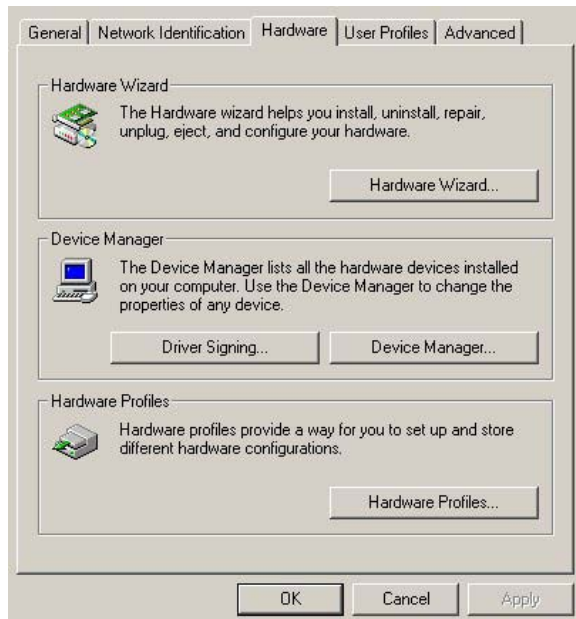 General Network Identification Hardware User Profiles Advanced
Hardware Wizard
The Hardware wizard helps you install, uninstall, repair,
unplug, eject, and configure your hardware.
Hardware Wizard...
Device Manager
The Device Manager lists all the hardware devices installed
on your computer. Use the Device Manager to change the
properties of any device.
Driver Signing... Device Manager...
Hardware Profiles
Hardware profiles provide a way for you to set up and store
different hardware configurations.
Hardware Profiles...
OK Cancel Apply